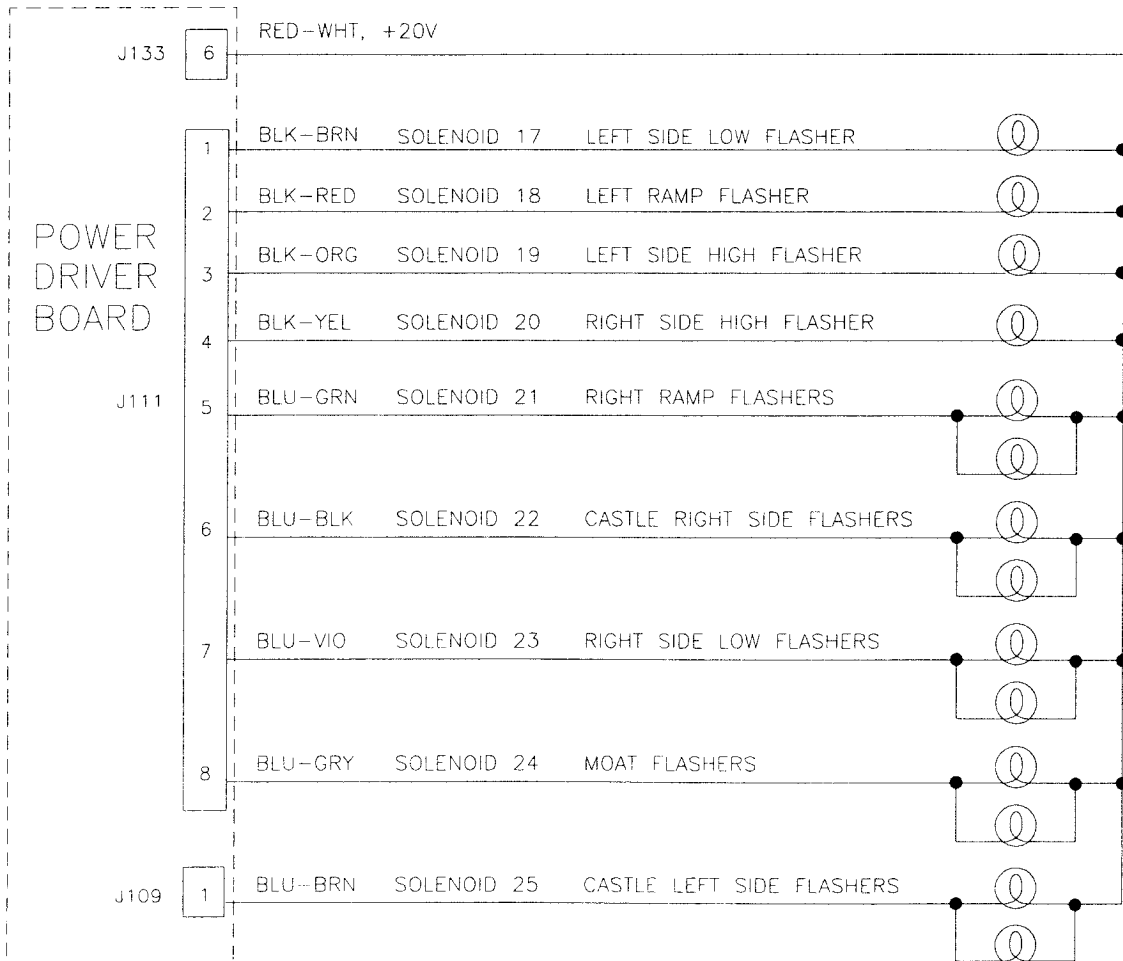 RED-WHT, +20V
J133 6
1 BLK-BRN SOLENOID 17 LEFT SIDE LOW FLASHER
2 BLK-RED SOLENOID 18 LEFT RAMP FLASHER
POWER
DRIVER
BOARD
3 BLK-ORG SOLENOID 19 LEFT SIDE HIGH FLASHER
4 BLK-YEL SOLENOID 20 RIGHT SIDE HIGH FLASHER
J111 5 BLU-GRN SOLENOID 21 RIGHT RAMP FLASHERS
6 BLU-BLK SOLENOID 22 CASTLE RIGHT SIDE FLASHERS
7 BLU-VIO SOLENOID 23 RIGHT SIDE LOW FLASHERS
8 BLU-GRY SOLENOID 24 MOAT FLASHERS
J109 1 BLU-BRN SOLENOID 25 CASTLE LEFT SIDE FLASHERS